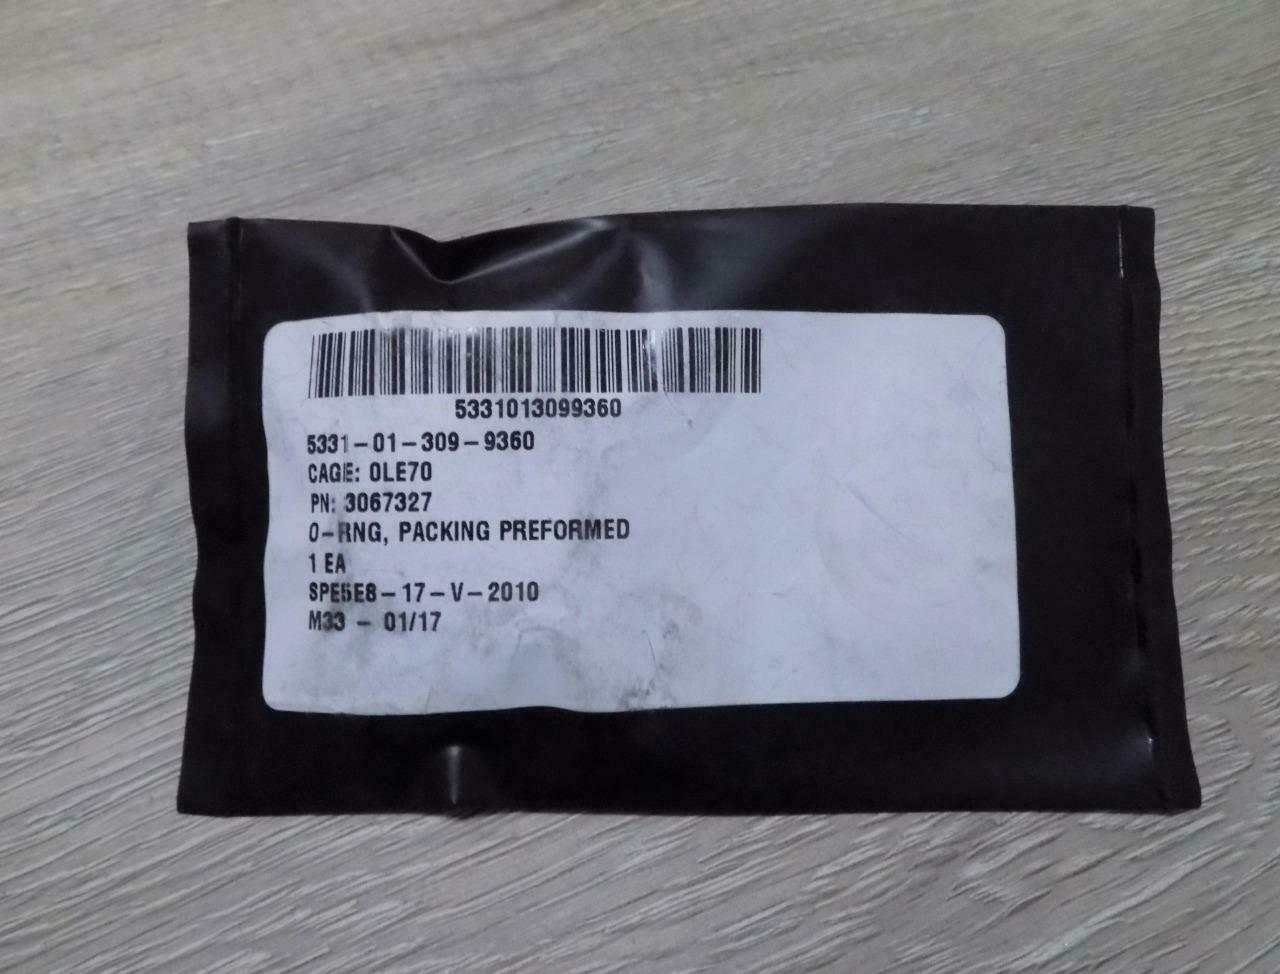 5331013099360
5331-01-309-9360
CAGE: 0LE70
PN: 3067327
O-RNG, PACKING PREFORMED
1 EA
SPE5E8-17-V-2010
M33 - 01/17